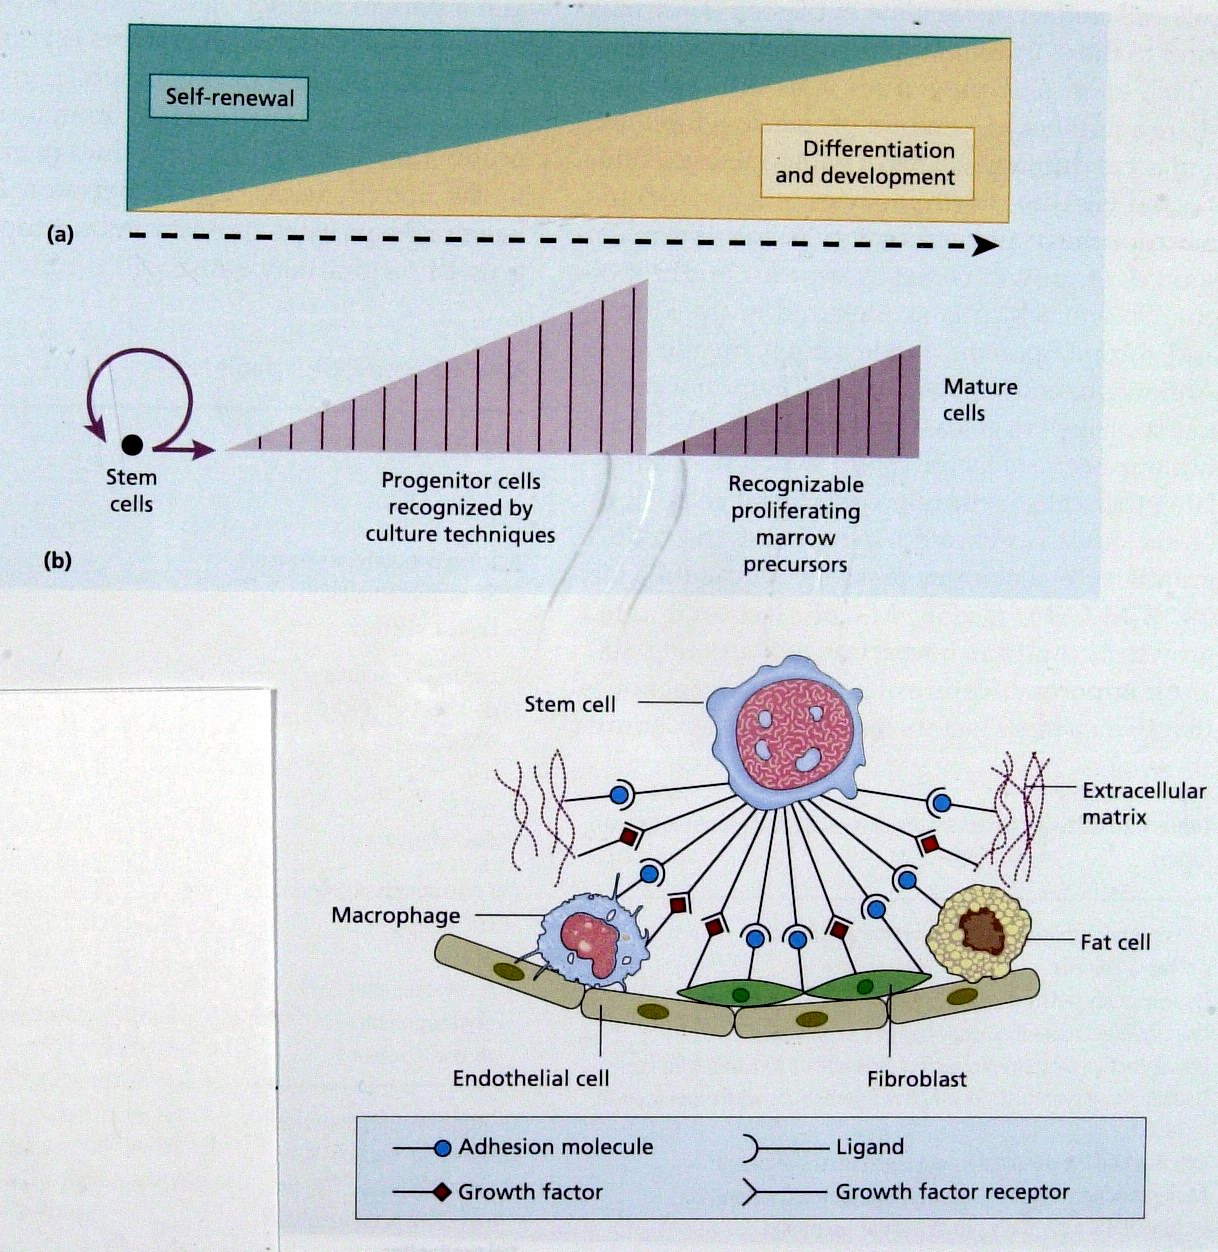 Self-renewal
Differentiation
and development
(a)
Mature
cells
Stem
cells
Progenitor cells
recognized by
culture techniques
Recognizable
proliferating
marrow
precursors
(b)
Stem cell
Extracellular
matrix
Macrophage
Fat cell
Endothelial cell
Fibroblast
Adhesion molecule
Ligand
Growth factor
Growth factor receptor